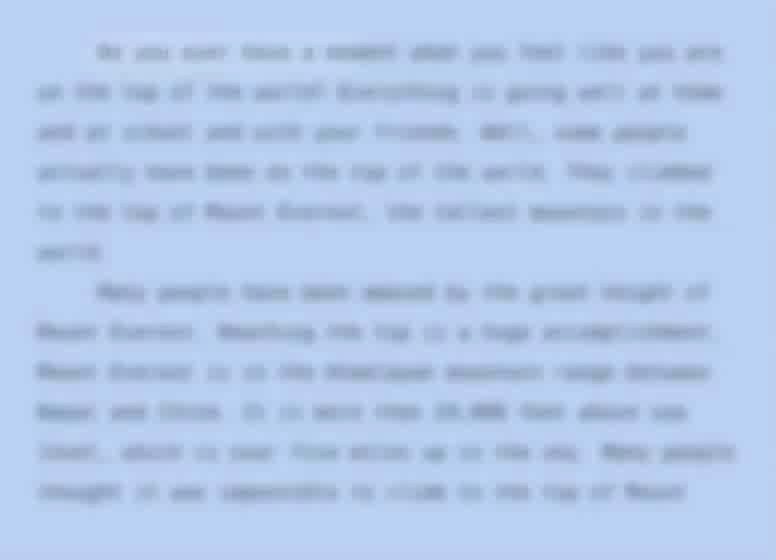 you ever have a moment when you feel like you are
on the top of the world? Everything is going well at home
and at school and with your friends. Well, some people
actually have been on the top of the world. They climbed
to the top of Mount Everest, the tallest mountain in the
world.
Many people have been amazed by the great height of
Mount Everest. Reaching the top is a huge accomplishment.
Mount Everest is in the Himalayan mountain range between
Nepal and China. It is more than feet above sea
level, which is over five miles up in the sky. Many people
thought it was impossible to climb to the top of Mount